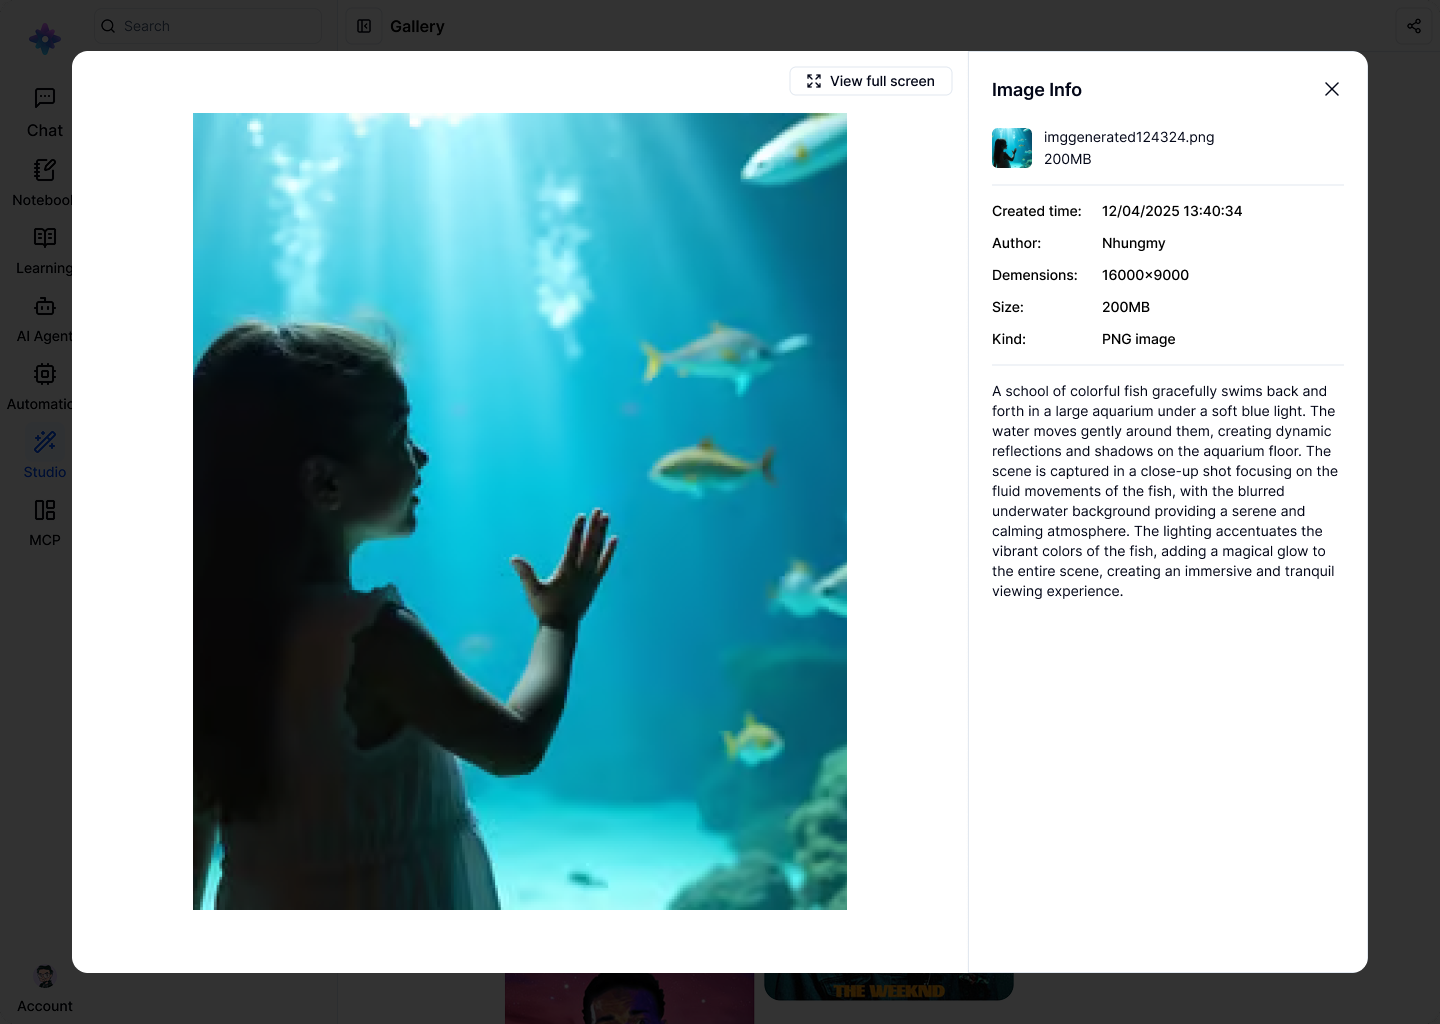 Search
Gallery
Chat
Notebook
Learning
AI Agent
Automatic
Studio
MCP
Account
View full screen
Image Info
imggenerated124324.png
200MB
Created time: 12/04/2025 13:40:34
Author: Nhungmy
Demensions: 16000×9000
Size: 200MB
Kind: PNG image
A school of colorful fish gracefully swims back and
forth in a large aquarium under a soft blue light. The
water moves gently around them, creating dynamic
reflections and shadows on the aquarium floor. The
scene is captured in a close-up shot focusing on the
fluid movements of the fish, with the blurred
underwater background providing a serene and
calming atmosphere. The lighting accentuates the
vibrant colors of the fish, adding a magical glow to
the entire scene, creating an immersive and tranquil
viewing experience.
THE WEEKND